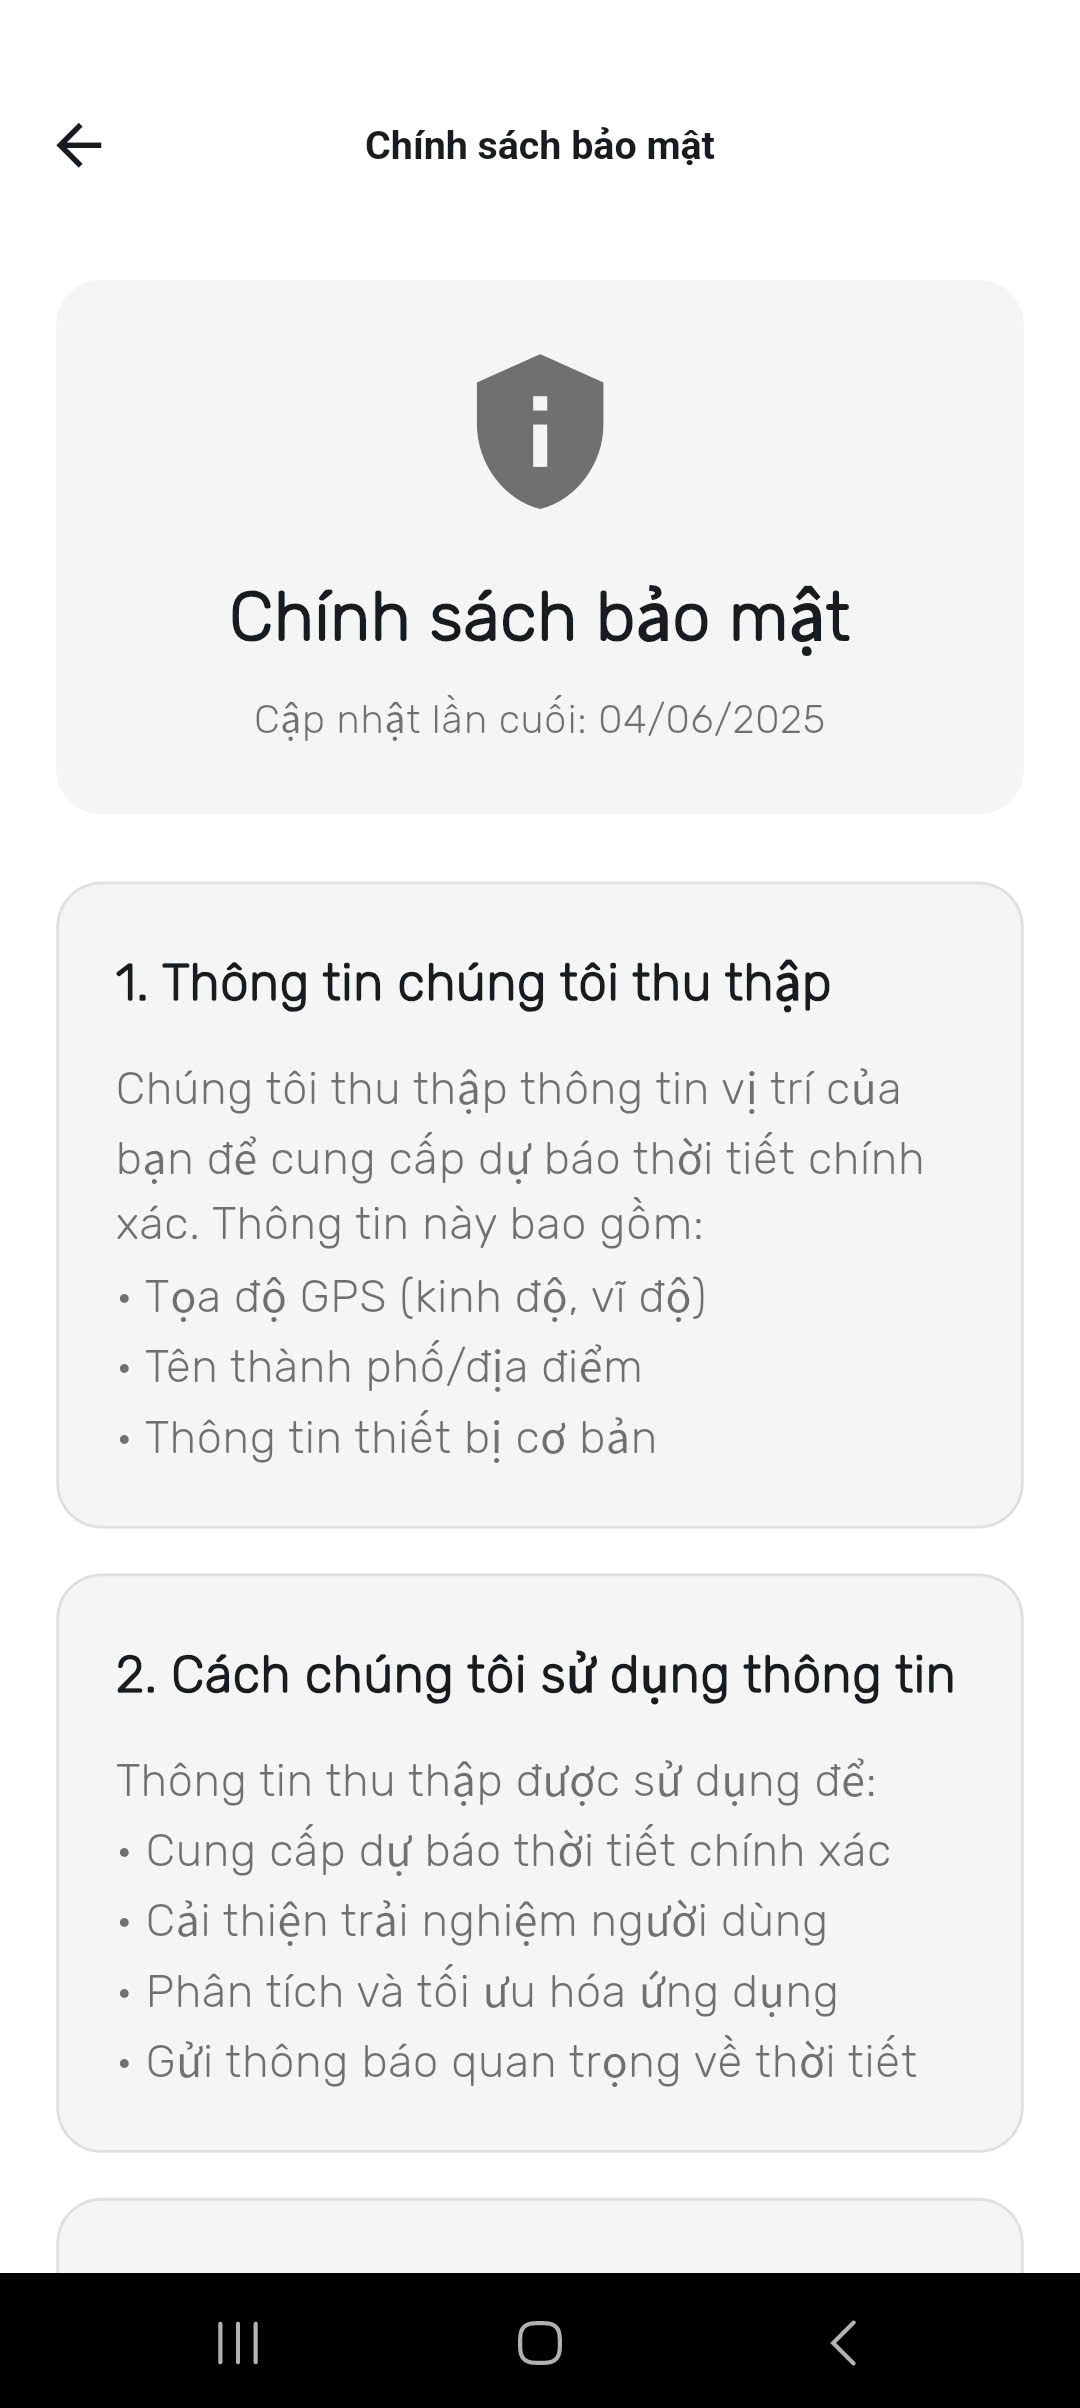 Chính sách bảo mật
Chính sách bảo mật
Cập nhật lần cuối: 04/06/2025
1. Thông tin chúng tôi thu thập
Chúng tôi thu thập thông tin vị trí của
bạn để cung cấp dự báo thời tiết chính
xác. Thông tin này bao gồm:
• Tọa độ GPS (kinh độ, vĩ độ)
• Tên thành phố/địa điểm
• Thông tin thiết bị cơ bản
2. Cách chúng tôi sử dụng thông tin
Thông tin thu thập được sử dụng để:
• Cung cấp dự báo thời tiết chính xác
• Cải thiện trải nghiệm người dùng
• Phân tích và tối ưu hóa ứng dụng
• Gửi thông báo quan trọng về thời tiết